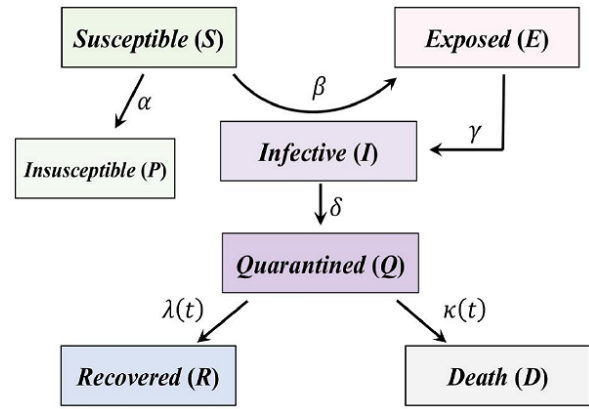 Susceptible (S)
Exposed (E)
α
β
γ
Insusceptible (P)
Infective (I)
δ
Quarantined (Q)
λ(t)
κ(t)
Recovered (R)
Death (D)